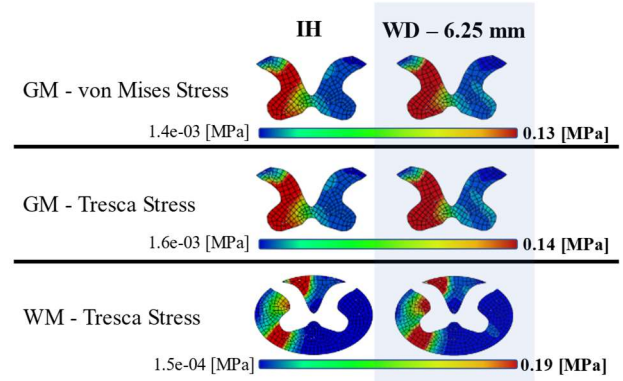 IH WD – 6.25 mm
GM - von Mises Stress
1.4e-03 [MPa] 0.13 [MPa]
GM - Tresca Stress
1.6e-03 [MPa] 0.14 [MPa]
WM - Tresca Stress
1.5e-04 [MPa] 0.19 [MPa]